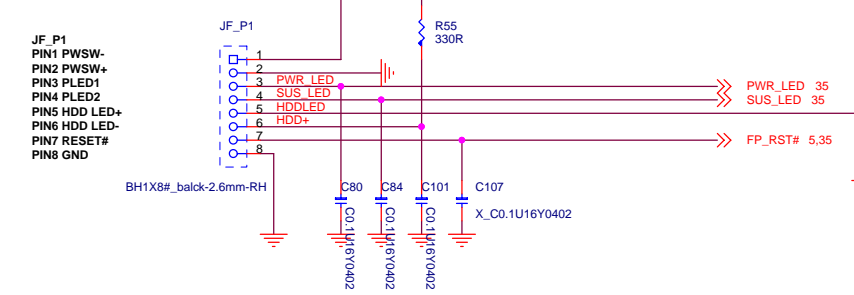 JF_P1
R55
330R
JF_P1
PIN1 PWSW-
PIN2 PWSW+
PIN3 PLED1
PIN4 PLED2
PIN5 HDD LED+
PIN6 HDD LED-
PIN7 RESET#
PIN8 GND
1
2
3
4
5
6
7
8
PWR_LED
SUS_LED
HDDLED
HDD+
PWR_LED 35
SUS_LED 35
FP_RST# 5,35
BH1X8#_balck-2.6mm-RH
C80
C84
C101
C107
C0.1U16Y0402
C0.1U16Y0402
C0.1U16Y0402
X_C0.1U16Y0402